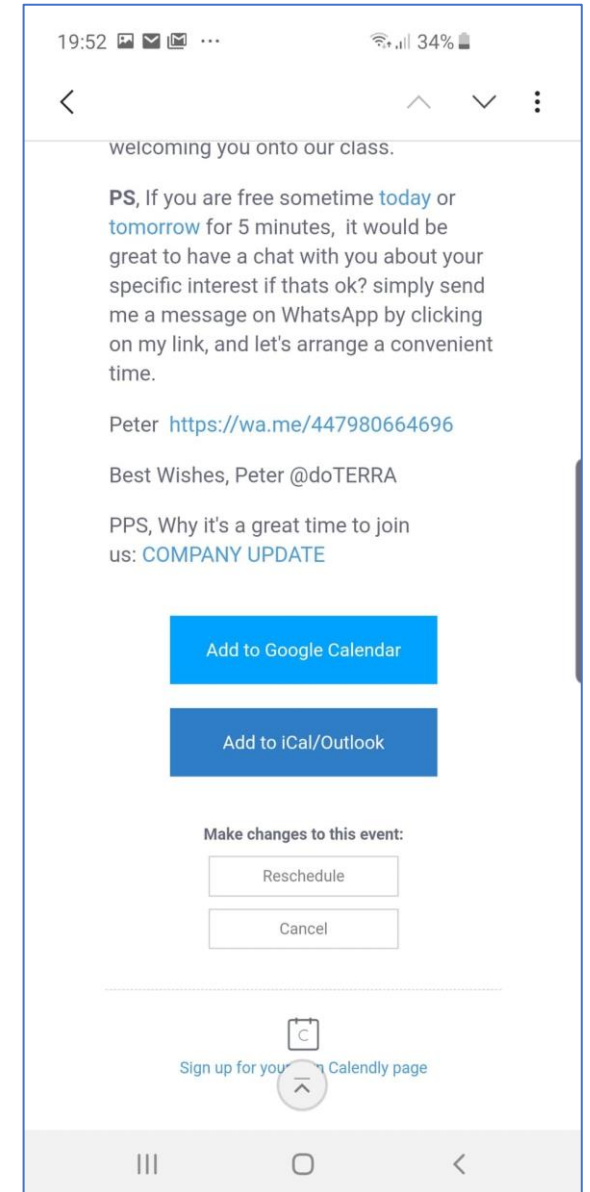 19:52 ... 34%
welcoming you onto our class.
PS, If you are free sometime today or
tomorrow for 5 minutes,  it would be
great to have a chat with you about your
specific interest if thats ok? simply send
me a message on WhatsApp by clicking
on my link, and let's arrange a convenient
time.
Peter  https://wa.me/447980664696
Best Wishes, Peter @doTERRA
PPS, Why it's a great time to join
us: COMPANY UPDATE
Add to Google Calendar
Add to iCal/Outlook
Make changes to this event:
Reschedule
Cancel
C
Sign up for your Calendly page